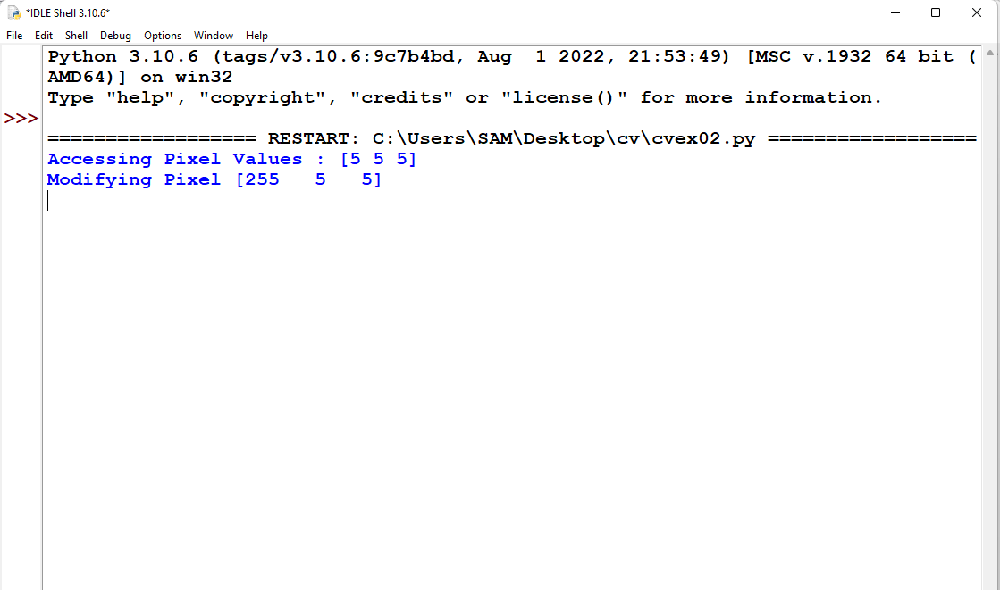 *IDLE Shell 3.10.6*
File Edit Shell Debug Options Window Help
Python 3.10.6 (tags/v3.10.6:9c7b4bd, Aug  1 2022, 21:53:49) [MSC v.1932 64 bit (
AMD64)] on win32
Type "help", "copyright", "credits" or "license()" for more information.
>>>
================== RESTART: C:\Users\SAM\Desktop\cv\cvex02.py ==================
Accessing Pixel Values : [5 5 5]
Modifying Pixel [255   5   5]